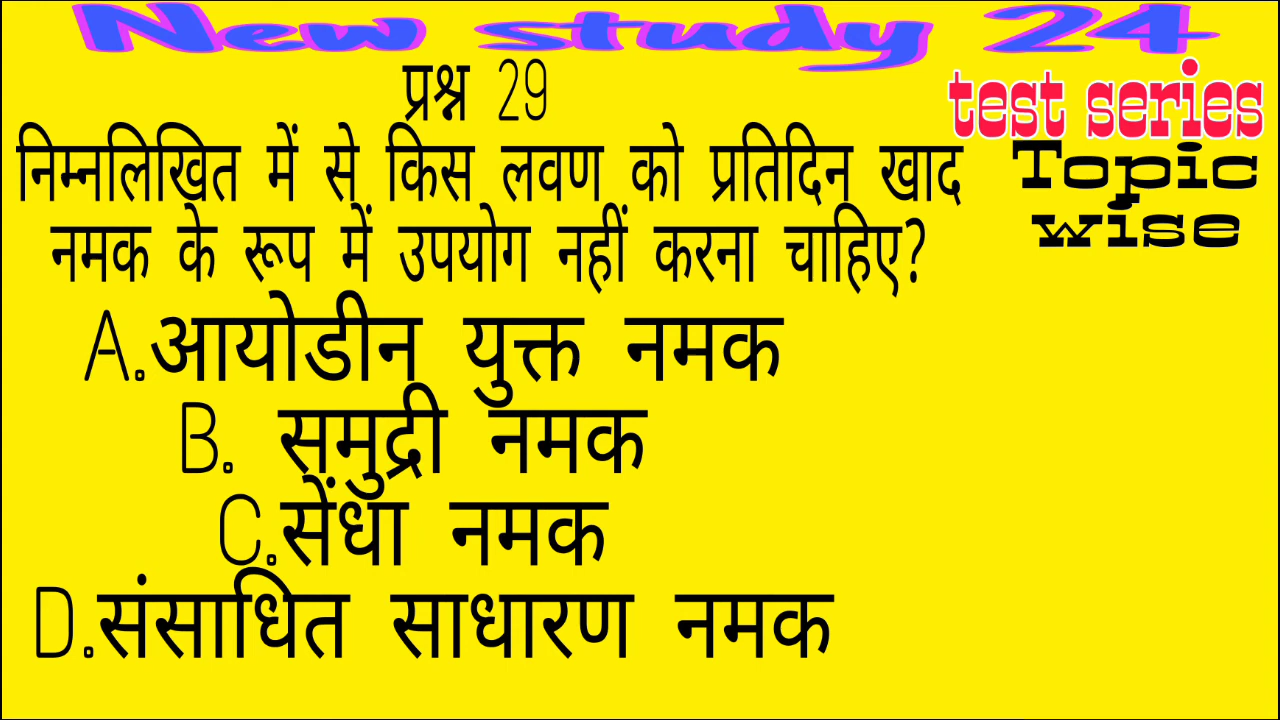 New study 24
प्रश्न 29
test series
Topic
wise
निम्नलिखित में से किस लवण को प्रतिदिन खाद
नमक के रूप में उपयोग नहीं करना चाहिए?
A.आयोडीन युक्त नमक
B. समुद्री नमक
C.सेंधा नमक
D.संसाधित साधारण नमक